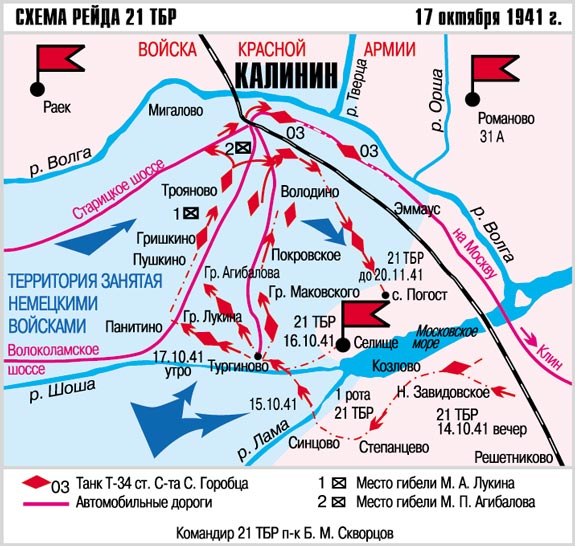 СХЕМА РЕЙДА 21 ТБР
17 октября 1941 г.
ВОЙСКА КРАСНОЙ АРМИИ
КАЛИНИН
Раек
Мигалово
р. Тверца
р. Орша
Романово
31 А
р. Волга
03
03
2
Старицкое шоссе
Трояново
Володино
1
Эммаус
р. Волга
на Москву
Гришкино
Пушкино
Покровское
21 ТБР
до 20.11.41
ТЕРРИТОРИЯ ЗАНЯТАЯ
НЕМЕЦКИМИ
ВОЙСКАМИ
Гр. Агибалова
Гр. Маковского
с. Погост
Гр. Лукина
Панитино
21 ТБР
16.10.41
Селище
Московское
море
Клин
Волоколамское
шоссе
17.10.41
утро
Тургиново
Козлово
р. Шоша
15.10.41
1 рота
21 ТБР
Н. Завидовское
21 ТБР
14.10.41 вечер
р. Лама
Синцово
Степанцево
Решетниково
03 Танк Т-34 ст. С-та С. Горобца
Автомобильные дороги
1 Место гибели М. А. Лукина
2 Место гибели М. П. Агибалова
Командир 21 ТБР п-к Б. М. Скворцов